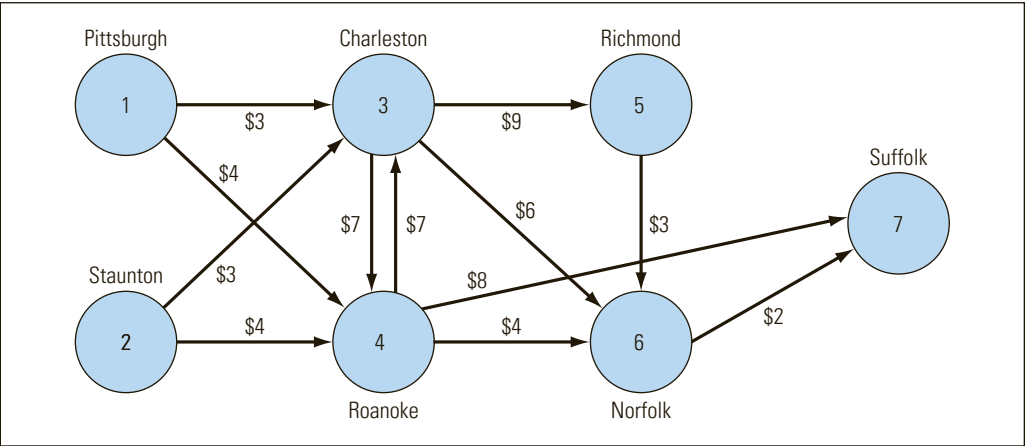 Pittsburgh
Charleston
Richmond
1
3
5
$3
$9
Suffolk
$4
$6
7
$7
$7
$3
Staunton
$3
$8
$4
$4
$2
2
4
6
Roanoke
Norfolk